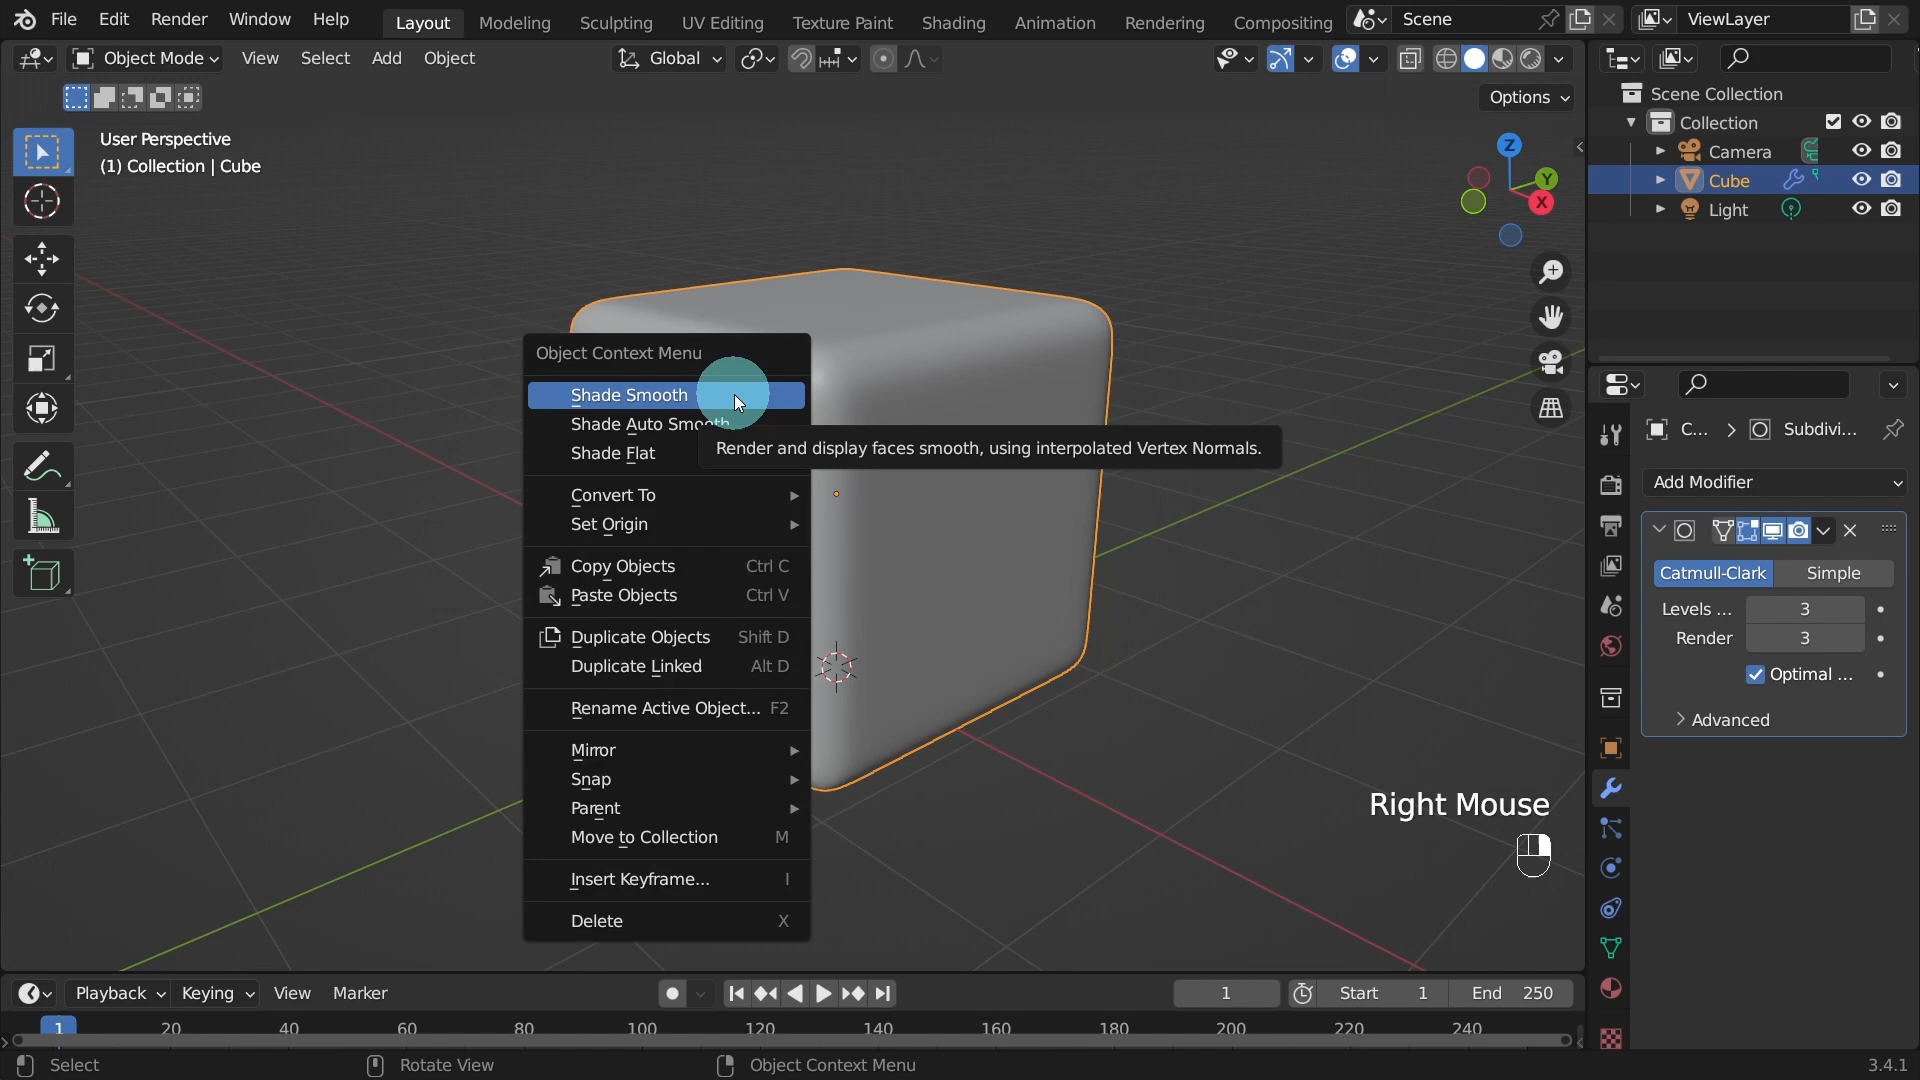 File Edit Render Window Help
Layout Modeling Sculpting UV Editing Texture Paint Shading Animation Rendering Compositing
Scene
ViewLayer
Object Mode View Select Add Object
Global
Options
User Perspective
(1) Collection | Cube
Z
Y
X
Scene Collection
Collection
Camera
Cube
Light
Object Context Menu
Shade Smooth
Shade Auto Smooth
Render and display faces smooth, using interpolated Vertex Normals.
Shade Flat
Convert To
Set Origin
Copy Objects Ctrl C
Paste Objects Ctrl V
Duplicate Objects Shift D
Duplicate Linked Alt D
Rename Active Object... F2
Mirror
Snap
Parent
Move to Collection M
Insert Keyframe... I
Delete X
C... Subdivi...
Add Modifier
Catmull-Clark Simple
Levels ... 3
Render 3
Optimal ...
Advanced
Right Mouse
Playback Keying View Marker
1
Start 1
End 250
1 20 40 60 80 100 120 140 160 180 200 220 240
Select
Rotate View
Object Context Menu
3.4.1